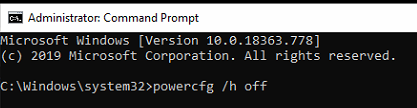 Administrator: Command Prompt
Microsoft Windows [Version 10.0.18363.778]
(c) 2019 Microsoft Corporation. All rights reserved.
C:\Windows\system32>powercfg /h off